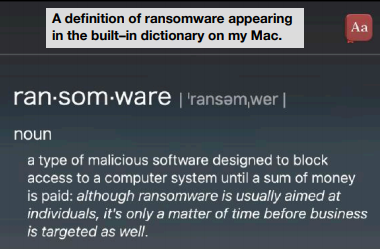 A definition of ransomware appearing
in the built–in dictionary on my Mac.
Aa
ran·som·ware | ˈransəmˌwer |
noun
a type of malicious software designed to block
access to a computer system until a sum of money
is paid: although ransomware is usually aimed at
individuals, it's only a matter of time before business
is targeted as well.